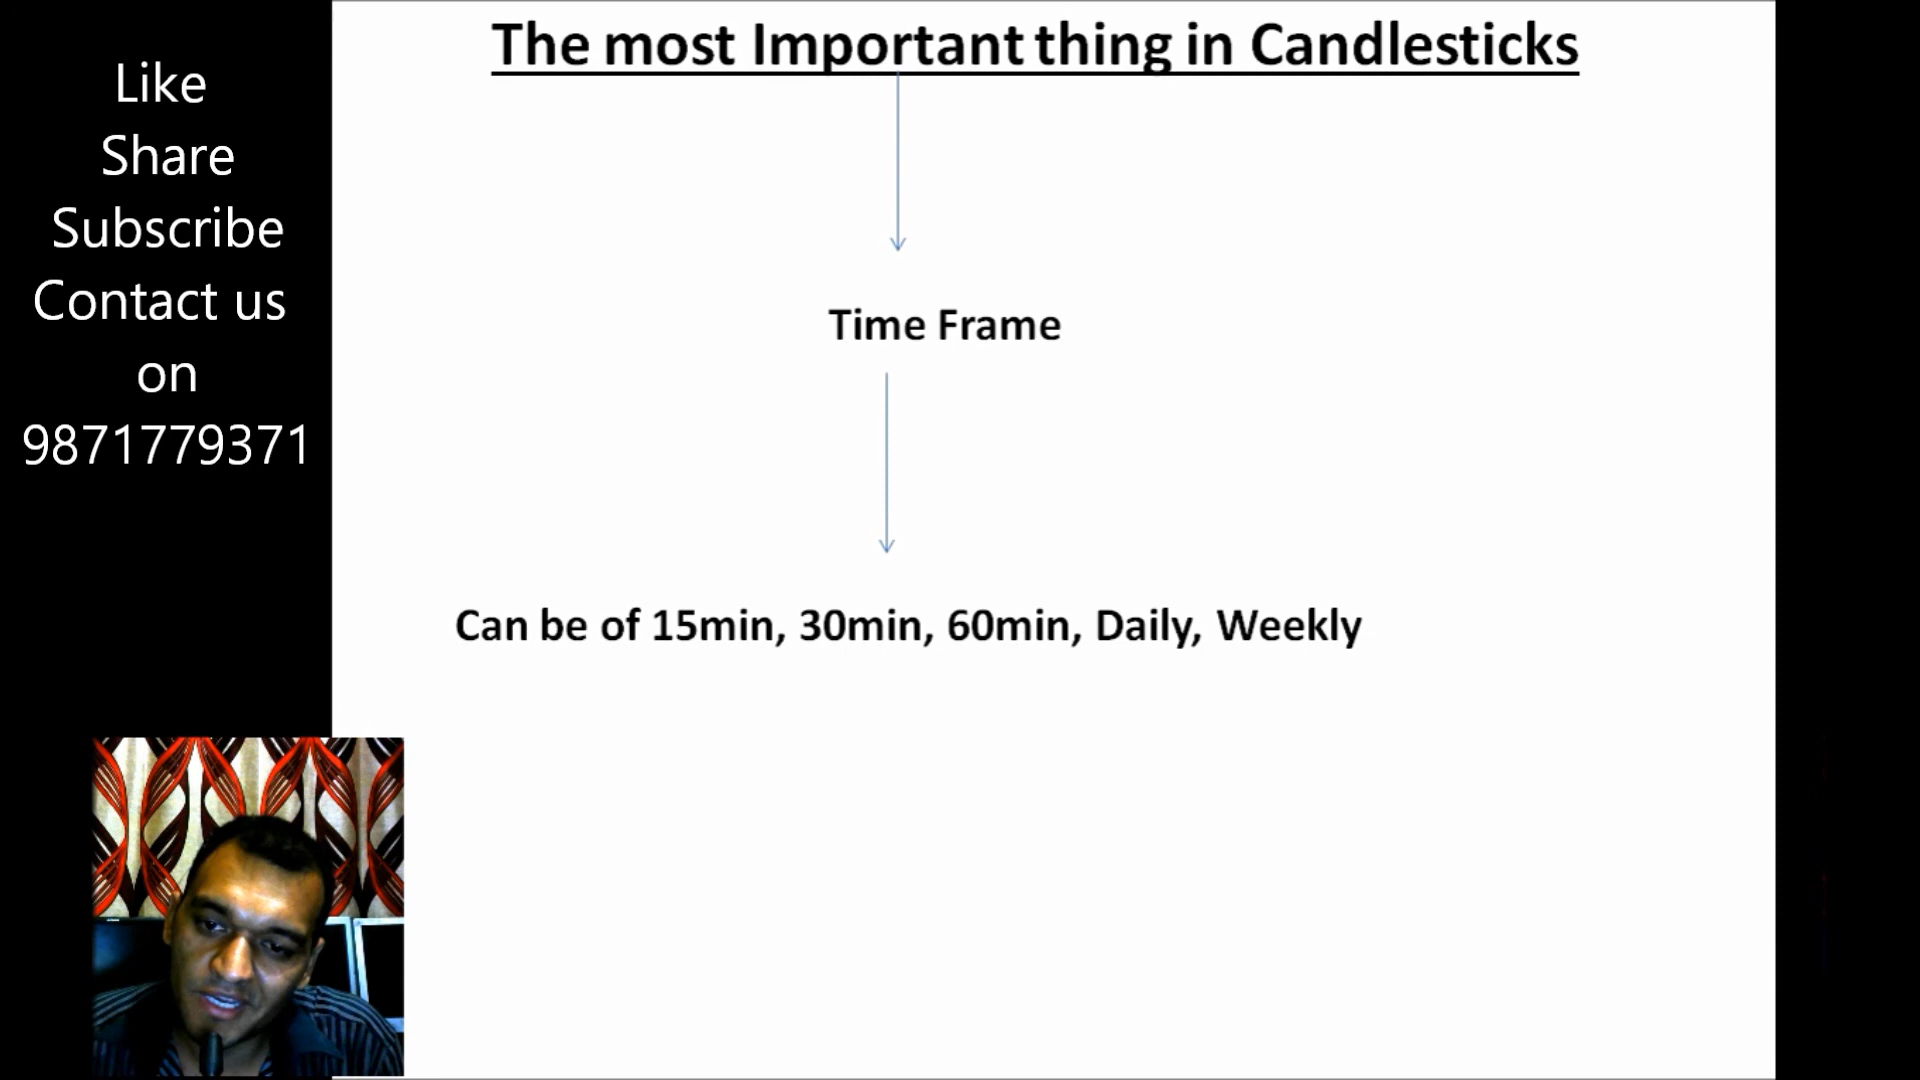 The most Important thing in Candlesticks
Like
Share
Subscribe
Contact us
on
9871779371
Time Frame
Can be of 15min, 30min, 60min, Daily, Weekly